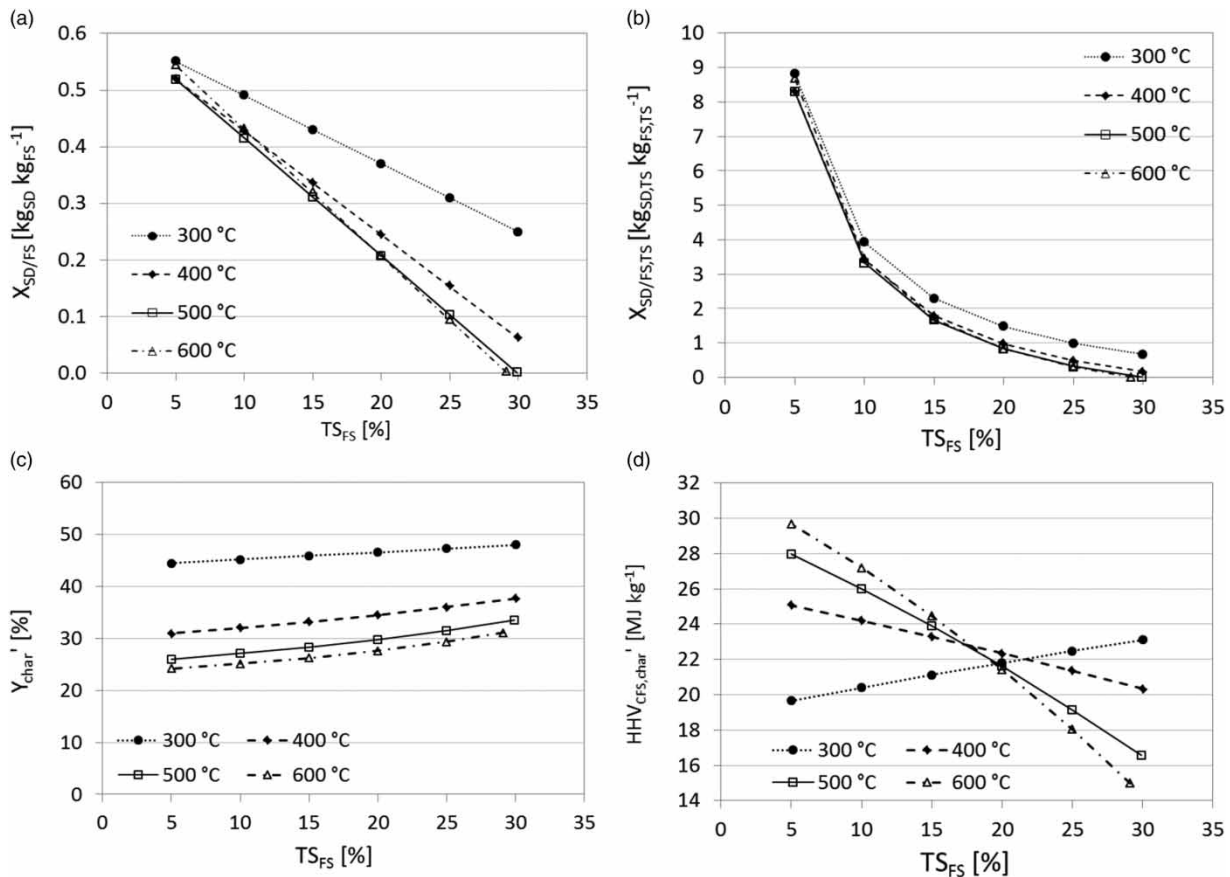 (a)
X_SD/FS [kg_SD kg_FS^-1]
0.6
0.5
0.4
0.3
0.2
0.1
0.0
300 °C
400 °C
500 °C
600 °C
0 5 10 15 20 25 30 35
TS_FS [%]
(b)
X_SD/FS,TS [kg_SD,TS kg_FS,TS^-1]
10
9
8
7
6
5
4
3
2
1
0
300 °C
400 °C
500 °C
600 °C
0 5 10 15 20 25 30 35
TS_FS [%]
(c)
Y_char' [%]
60
50
40
30
20
10
0
300 °C 400 °C
500 °C 600 °C
0 5 10 15 20 25 30 35
TS_FS [%]
(d)
HHV_CFS,char' [MJ kg^-1]
32
30
28
26
24
22
20
18
16
14
300 °C 400 °C
500 °C 600 °C
0 5 10 15 20 25 30 35
TS_FS [%]